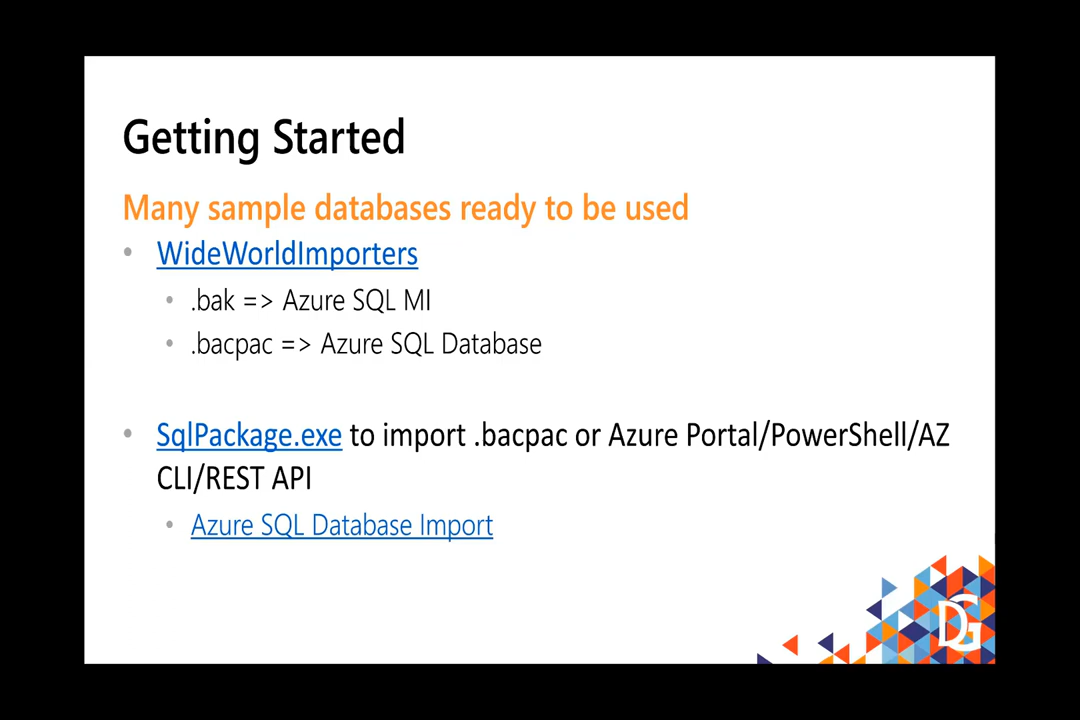 Getting Started
Many sample databases ready to be used
• WideWorldImporters
• .bak => Azure SQL MI
• .bacpac => Azure SQL Database
• SqlPackage.exe to import .bacpac or Azure Portal/PowerShell/AZ
CLI/REST API
• Azure SQL Database Import
DG